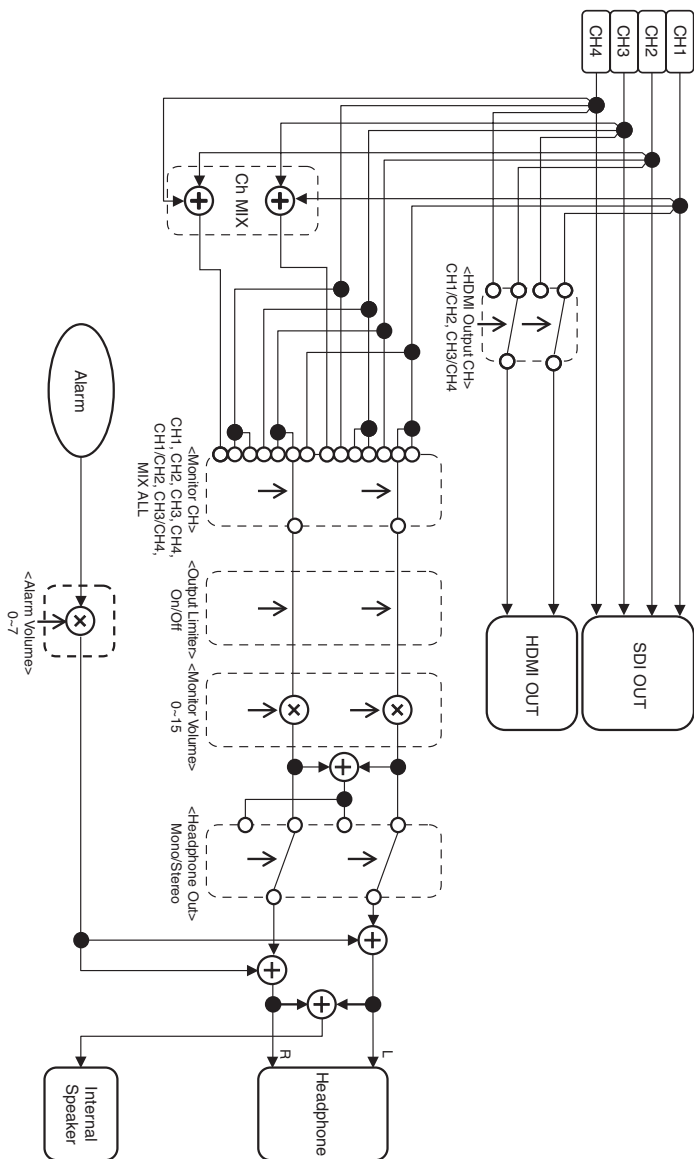 CH1
CH2
CH3
CH4
Ch MIX
<HDMI Output CH>
CH1/CH2, CH3/CH4
SDI OUT
HDMI OUT
<Monitor CH>
CH1, CH2, CH3, CH4,
CH1/CH2, CH3/CH4,
MIX ALL
<Output Limiter>
On/Off
<Monitor Volume>
0~15
<Headphone Out>
Mono/Stereo
L
R
Headphone
Alarm
<Alarm Volume>
0~7
Internal
Speaker